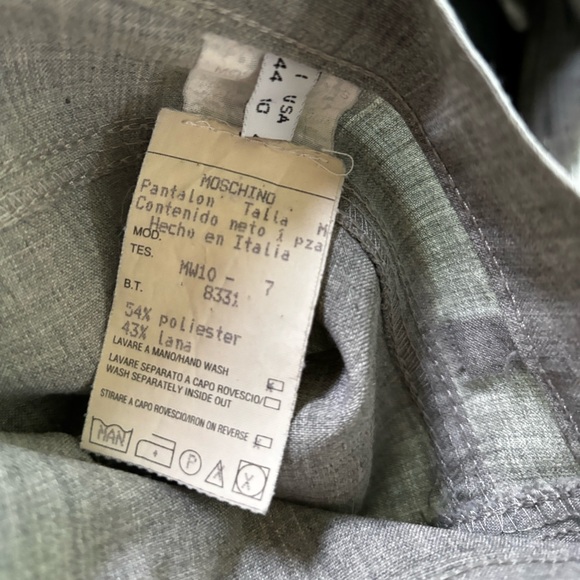 I USA
44 10
MOSCHINO
Pantalon Talla M
Contenido neto 1 pza
Hecho en Italia
MOD.
TES.
MW10 - 7
B.T. 8331
54% poliester
43% lana
LAVARE A MANO/HAND WASH
LAVARE SEPARATO A CAPO ROVESCIO/
WASH SEPARATELY INSIDE OUT
STIRARE A CAPO ROVESCIO/IRON ON REVERSE
MAN
P
X